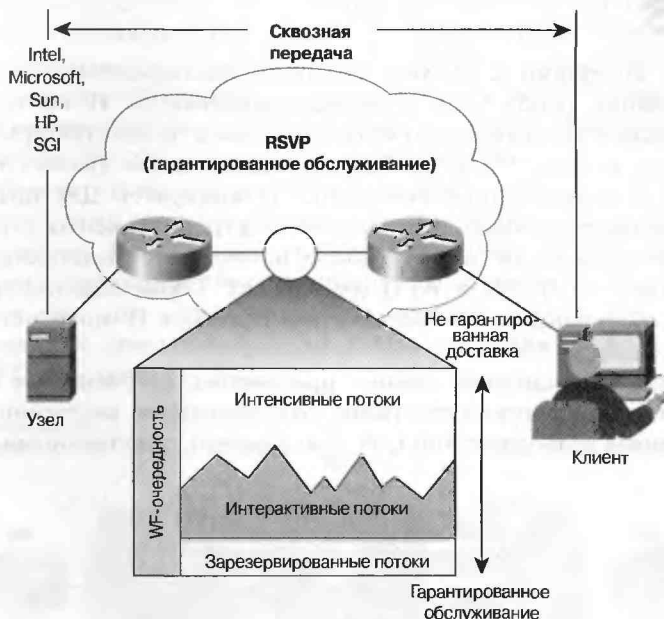 Сквозная
передача
Intel,
Microsoft,
Sun,
HP
SGI
RSVP
(гарантированное обслуживание)
Не гарантиро-
ванная
доставка
Узел
WF-очередность
Интенсивные потоки
Интерактивные потоки
Зарезервированные потоки
Клиент
Гарантированное
обслуживание